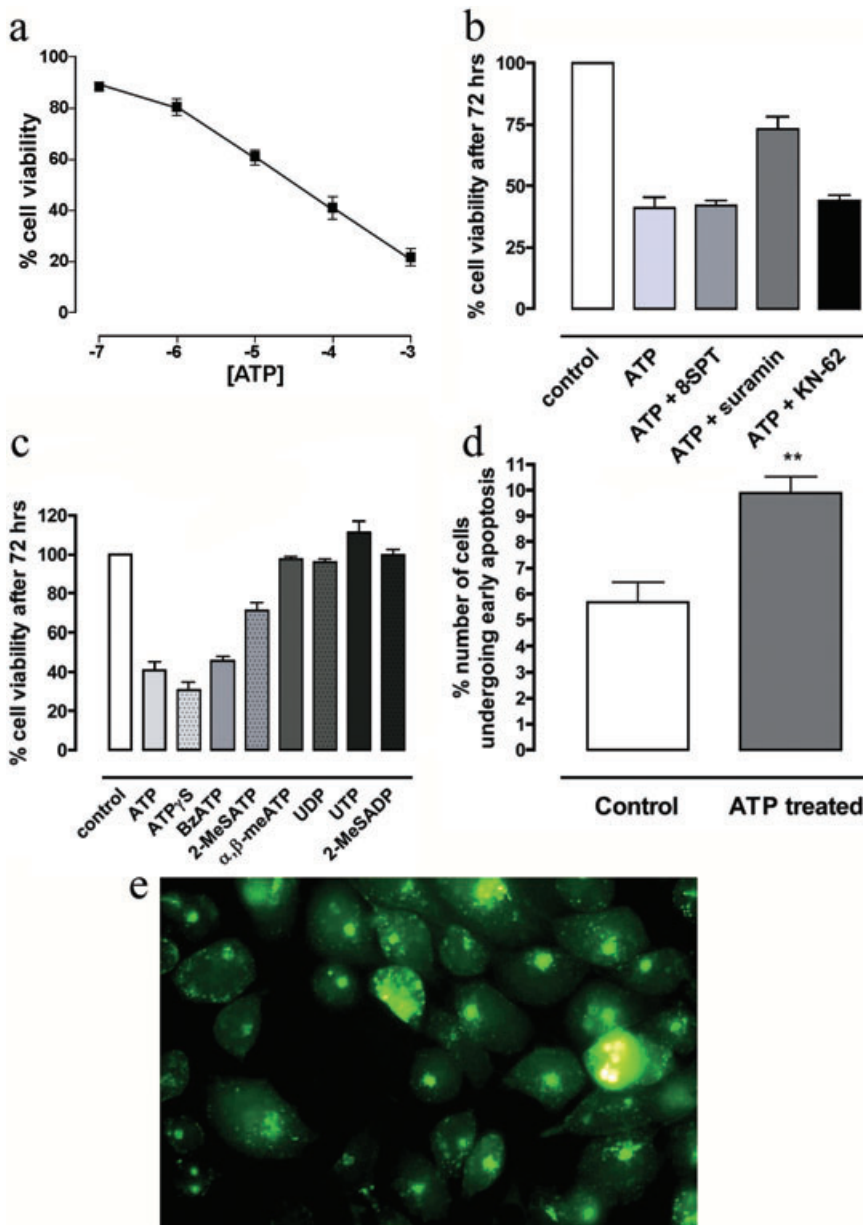 a
% cell viability
100
80
60
40
20
0
-7 -6 -5 -4 -3
[ATP]
b
% cell viability after 72 hrs
100
75
50
25
0
control
ATP
ATP + 8-SPT
ATP + suramin
ATP + KN-62
c
% cell viability after 72 hrs
120
100
80
60
40
20
0
control
ATP
ATPγS
BzATP
2-MeSATP
α,β-meATP
UDP
UTP
2-MeSADP
d
% number of cells
undergoing early apoptosis
11
10
9
8
7
6
5
4
3
2
1
0
**
Control ATP treated
e